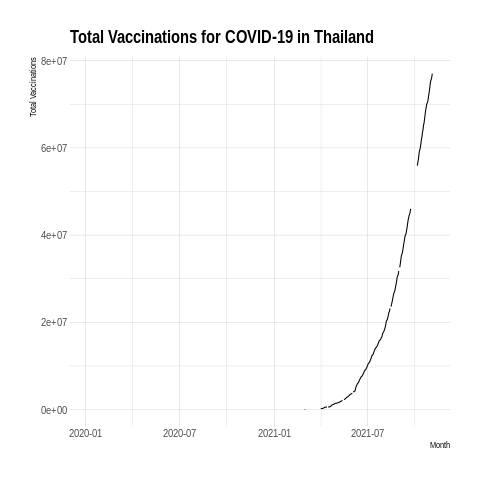 Total Vaccinations for COVID-19 in Thailand
Total Vaccinations
8e+07
6e+07
4e+07
2e+07
0e+00
2020-01 2020-07 2021-01 2021-07
Month